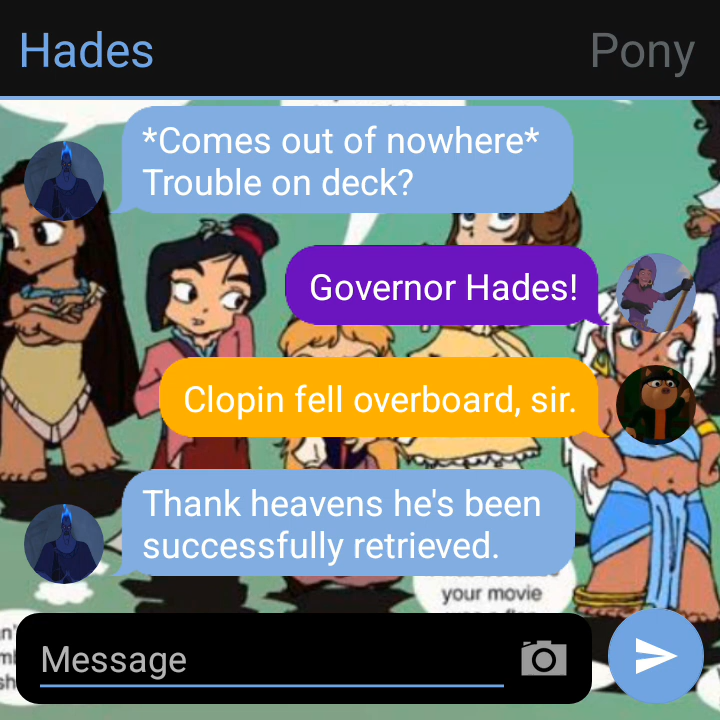 Hades
Pony
*Comes out of nowhere*
Trouble on deck?
Governor Hades!
Clopin fell overboard, sir.
Thank heavens he's been
successfully retrieved.
your movie
Message